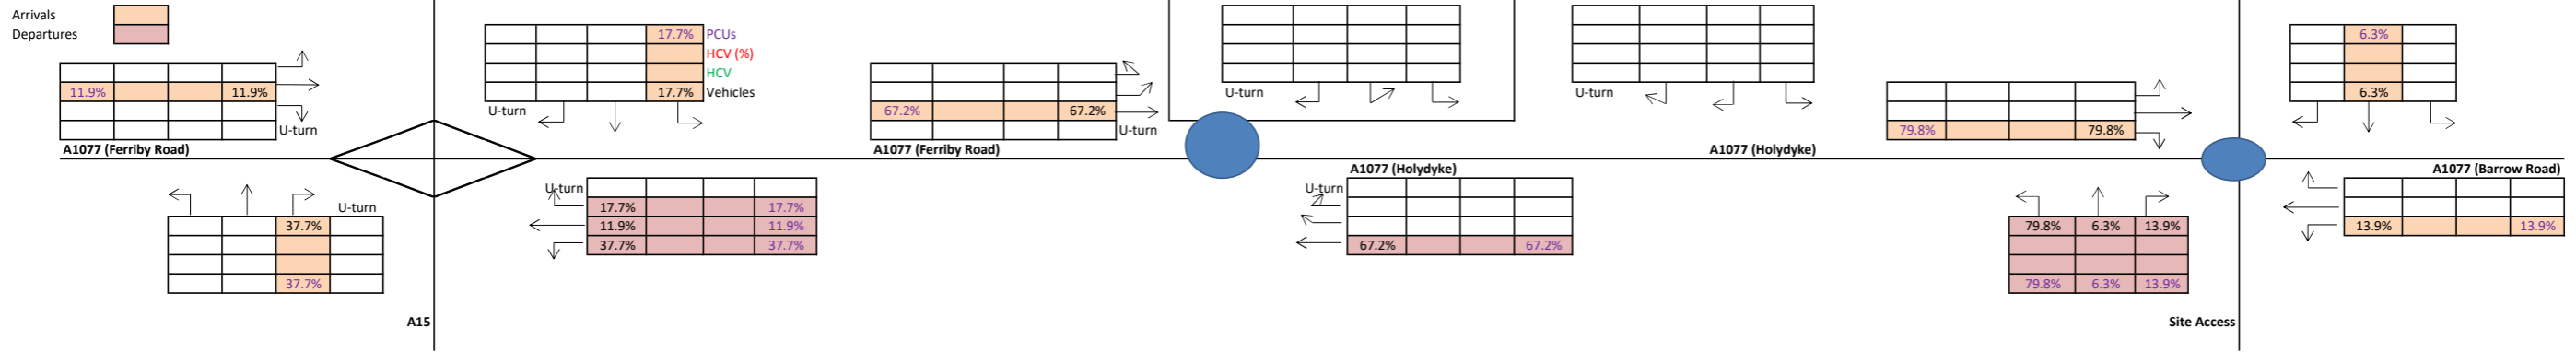 Arrivals
Departures
17.7% PCUs
HCV (%)
HCV
17.7% Vehicles
U-turn
11.9% 11.9%
U-turn
A1077 (Ferriby Road)
67.2% 67.2%
U-turn
A1077 (Ferriby Road)
U-turn
U-turn
A1077 (Holydyke)
79.8% 79.8%
6.3%
6.3%
A1077 (Barrow Road)
U-turn
37.7%
37.7%
A15
U-turn
17.7% 17.7%
11.9% 11.9%
37.7% 37.7%
A1077 (Holydyke)
U-turn
67.2% 67.2%
79.8% 6.3% 13.9%
79.8% 6.3% 13.9%
Site Access
13.9% 13.9%